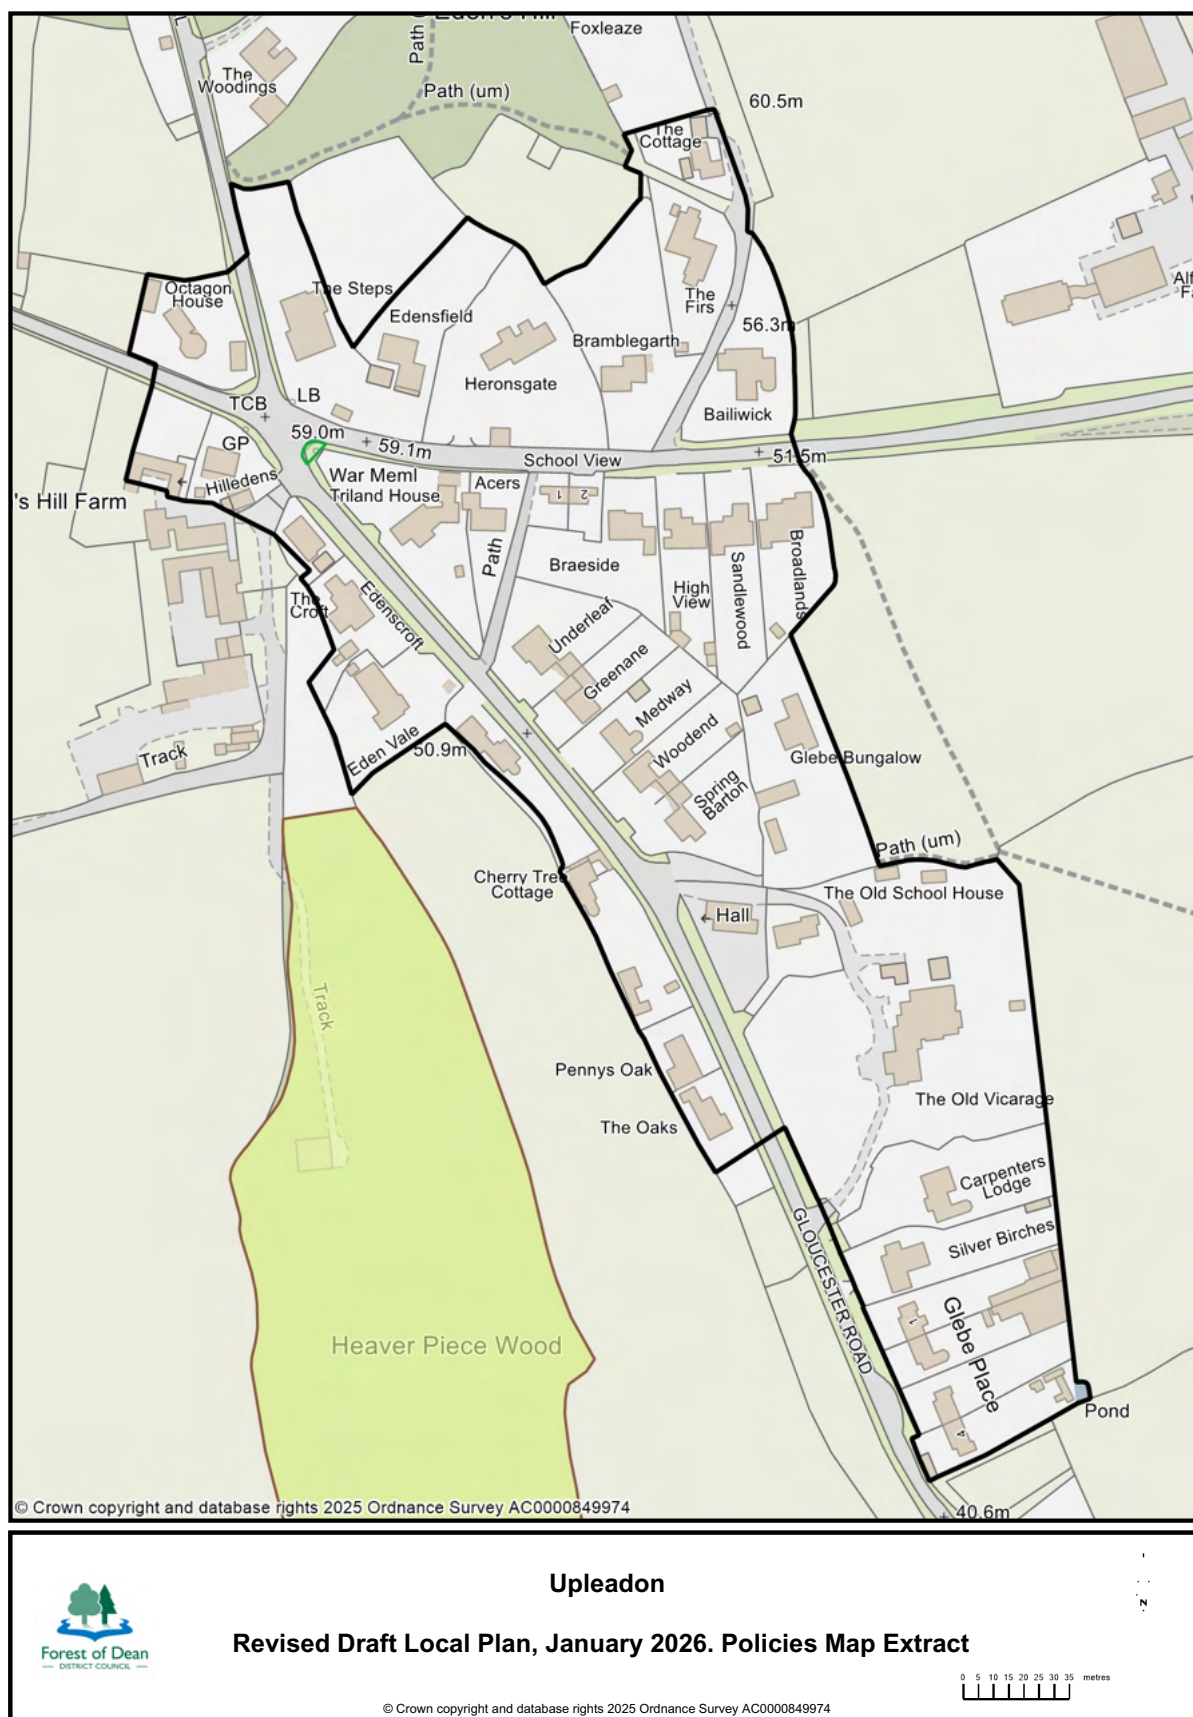 Eden's Hill
Foxleaze
Path
The
Woodings
Path (um)
60.5m
The
Cottage
Octagon
House
The Steps
Edensfield
The
Firs
56.3m
Bramblegarth
Heronsgate
Bailiwick
TCB
LB
59.0m
59.1m
GP
School View
51.5m
War Meml
Triland House
Acers
1
2
Hilledens
's Hill Farm
Path
Braeside
High
View
Sandlewood
Broadlands
The
Croft
Edenscroft
Underleaf
Greenane
Medway
Woodend
Spring
Barton
Eden Vale
50.9m
Glebe Bungalow
Track
Path (um)
Cherry Tree
Cottage
The Old School House
Hall
Track
Pennys Oak
The Oaks
The Old Vicarage
Carpenters
Lodge
Silver Birches
GLOUCESTER ROAD
1
Glebe Place
4
Heaver Piece Wood
Pond
40.6m
© Crown copyright and database rights 2025 Ordnance Survey AC0000849974
Upleadon
Revised Draft Local Plan, January 2026. Policies Map Extract
Forest of Dean
DISTRICT COUNCIL
N
0 5 10 15 20 25 30 35 metres
© Crown copyright and database rights 2025 Ordnance Survey AC0000849974